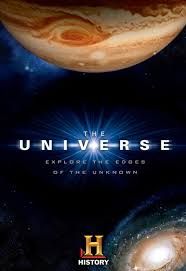 THE
UNIVERSE
EXPLORE THE EDGES
OF THE UNKNOWN
H
HISTORY